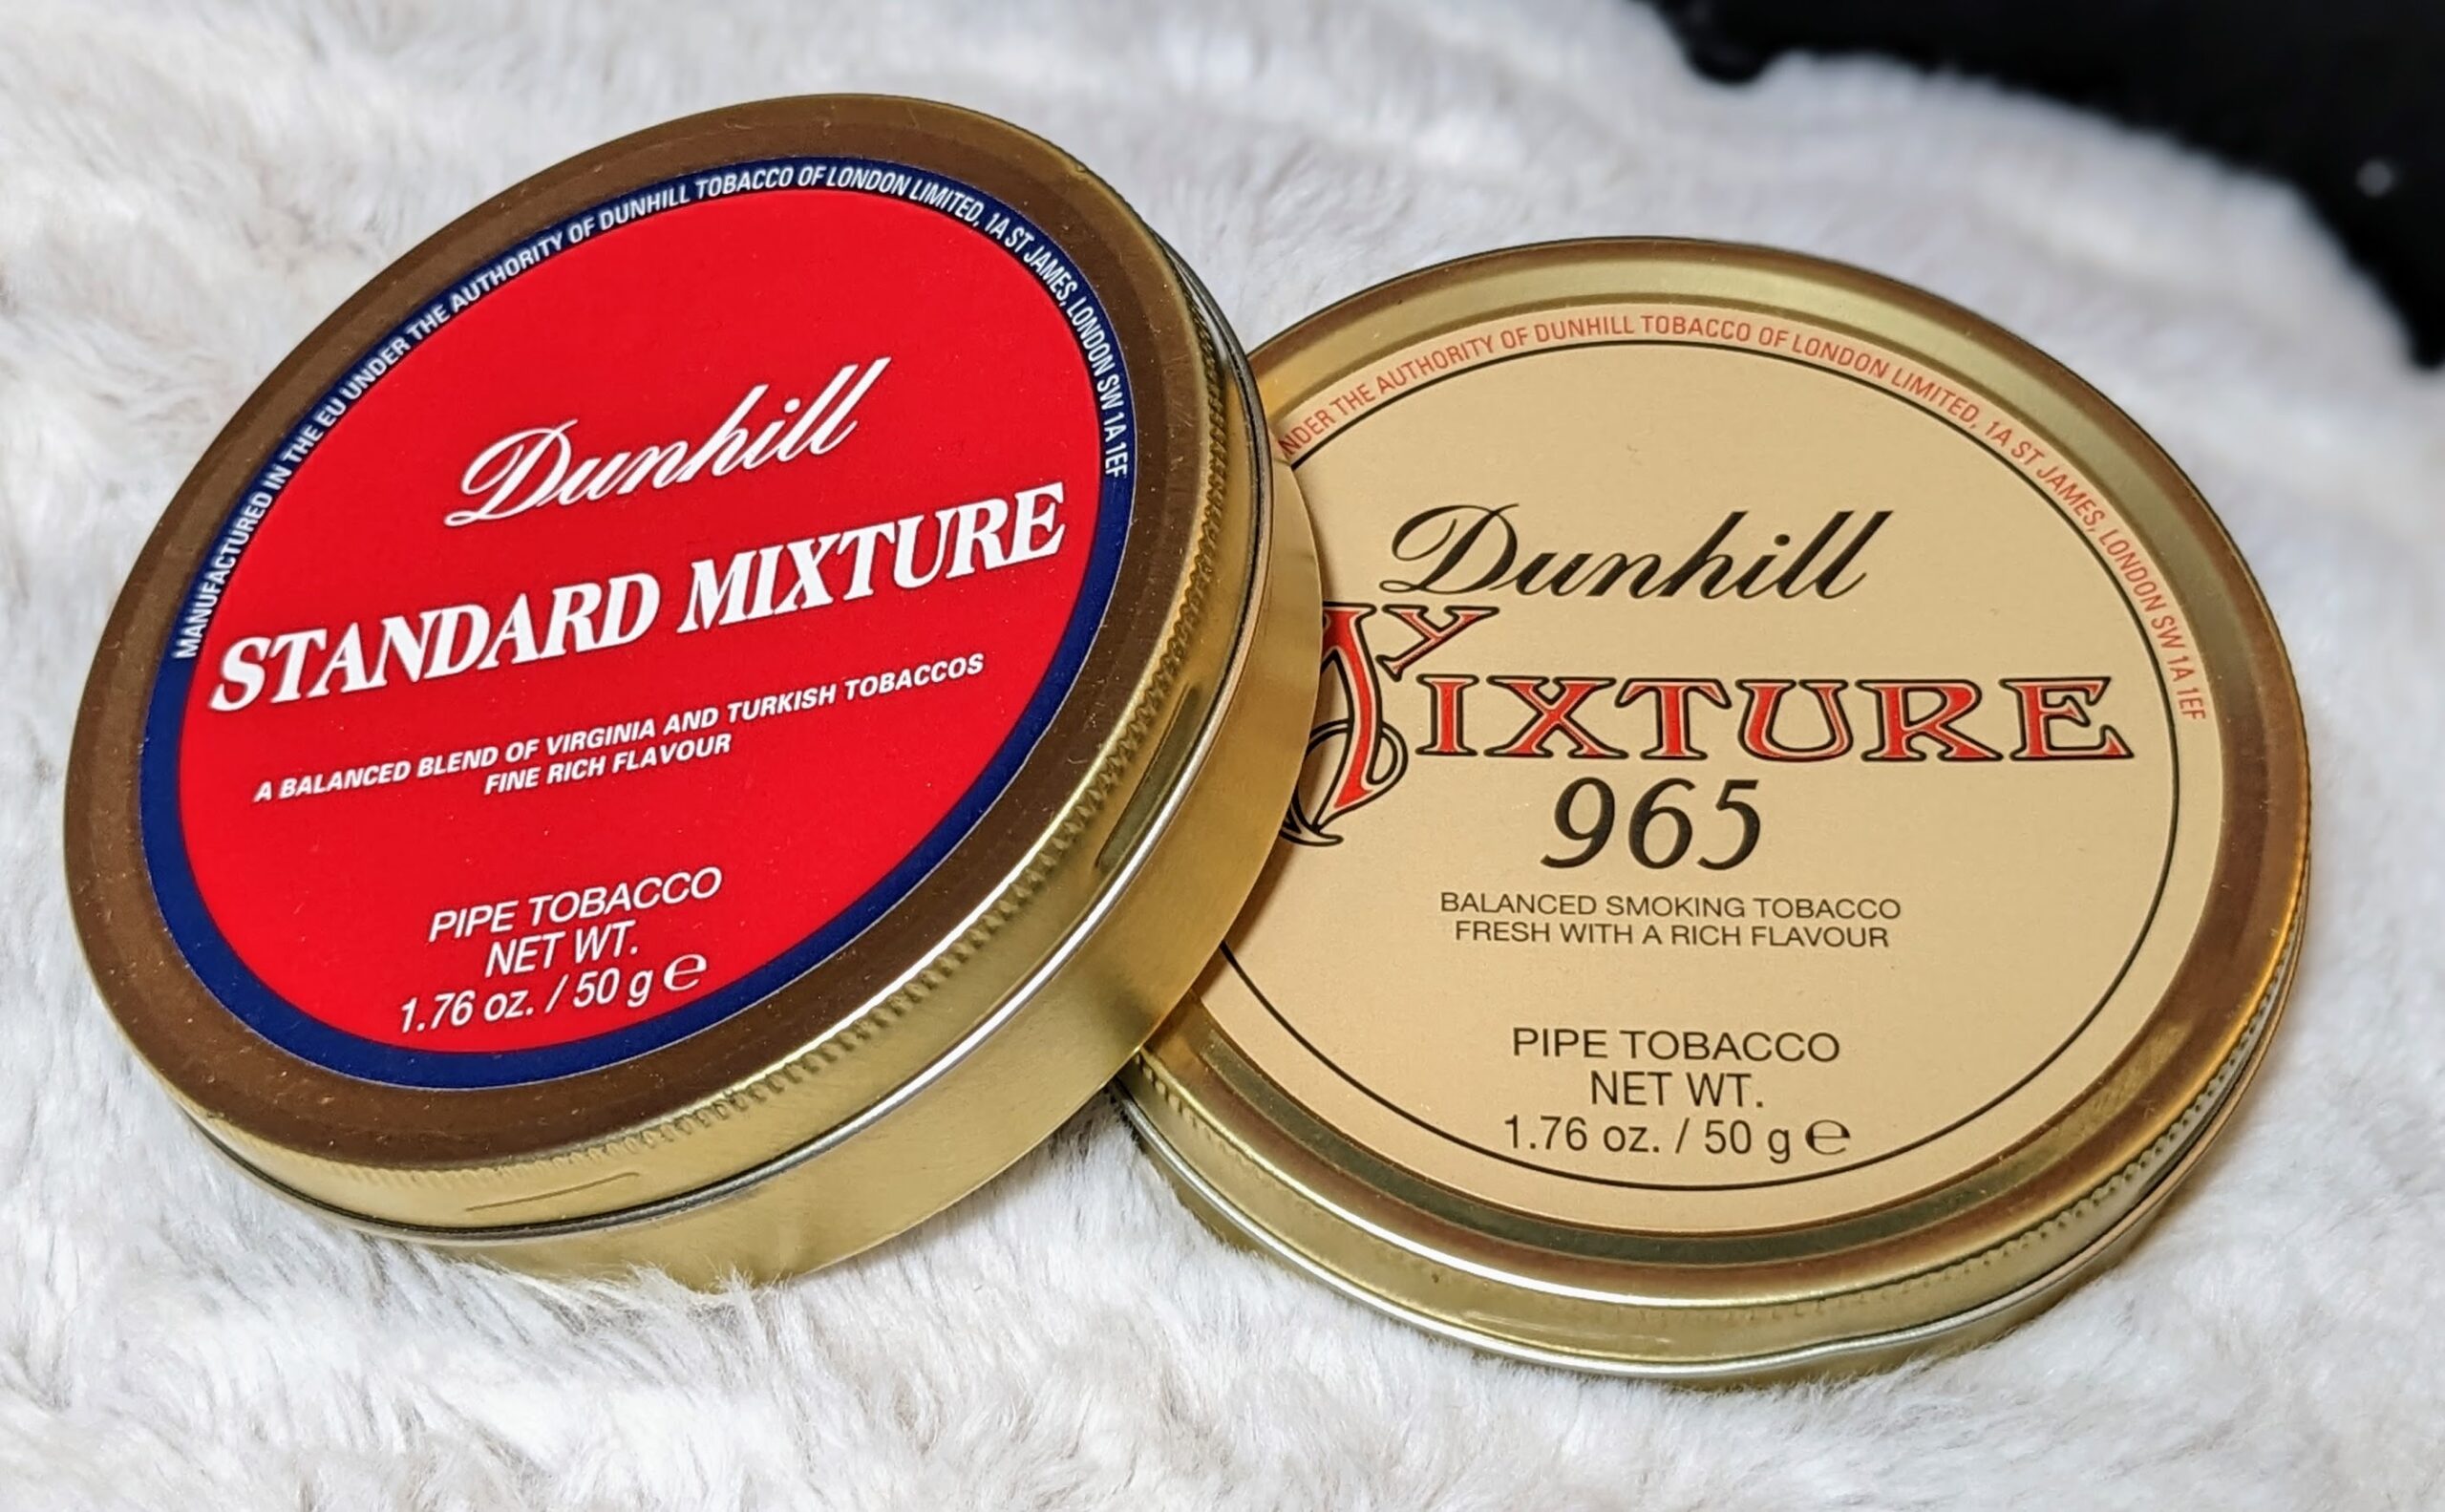 MANUFACTURED IN THE EU UNDER THE AUTHORITY OF DUNHILL TOBACCO OF LONDON LIMITED, 1A ST JAMES, LONDON SW 1A 1EF
Dunhill
STANDARD MIXTURE
A BALANCED BLEND OF VIRGINIA AND TURKISH TOBACCOS
FINE RICH FLAVOUR
PIPE TOBACCO
NET WT.
1.76 oz. / 50 g ℮
THE AUTHORITY OF DUNHILL TOBACCO OF LONDON LIMITED, 1A ST JAMES, LONDON SW 1A 1EF
Dunhill
My
MIXTURE
965
BALANCED SMOKING TOBACCO
FRESH WITH A RICH FLAVOUR
PIPE TOBACCO
NET WT.
1.76 oz. / 50 g ℮